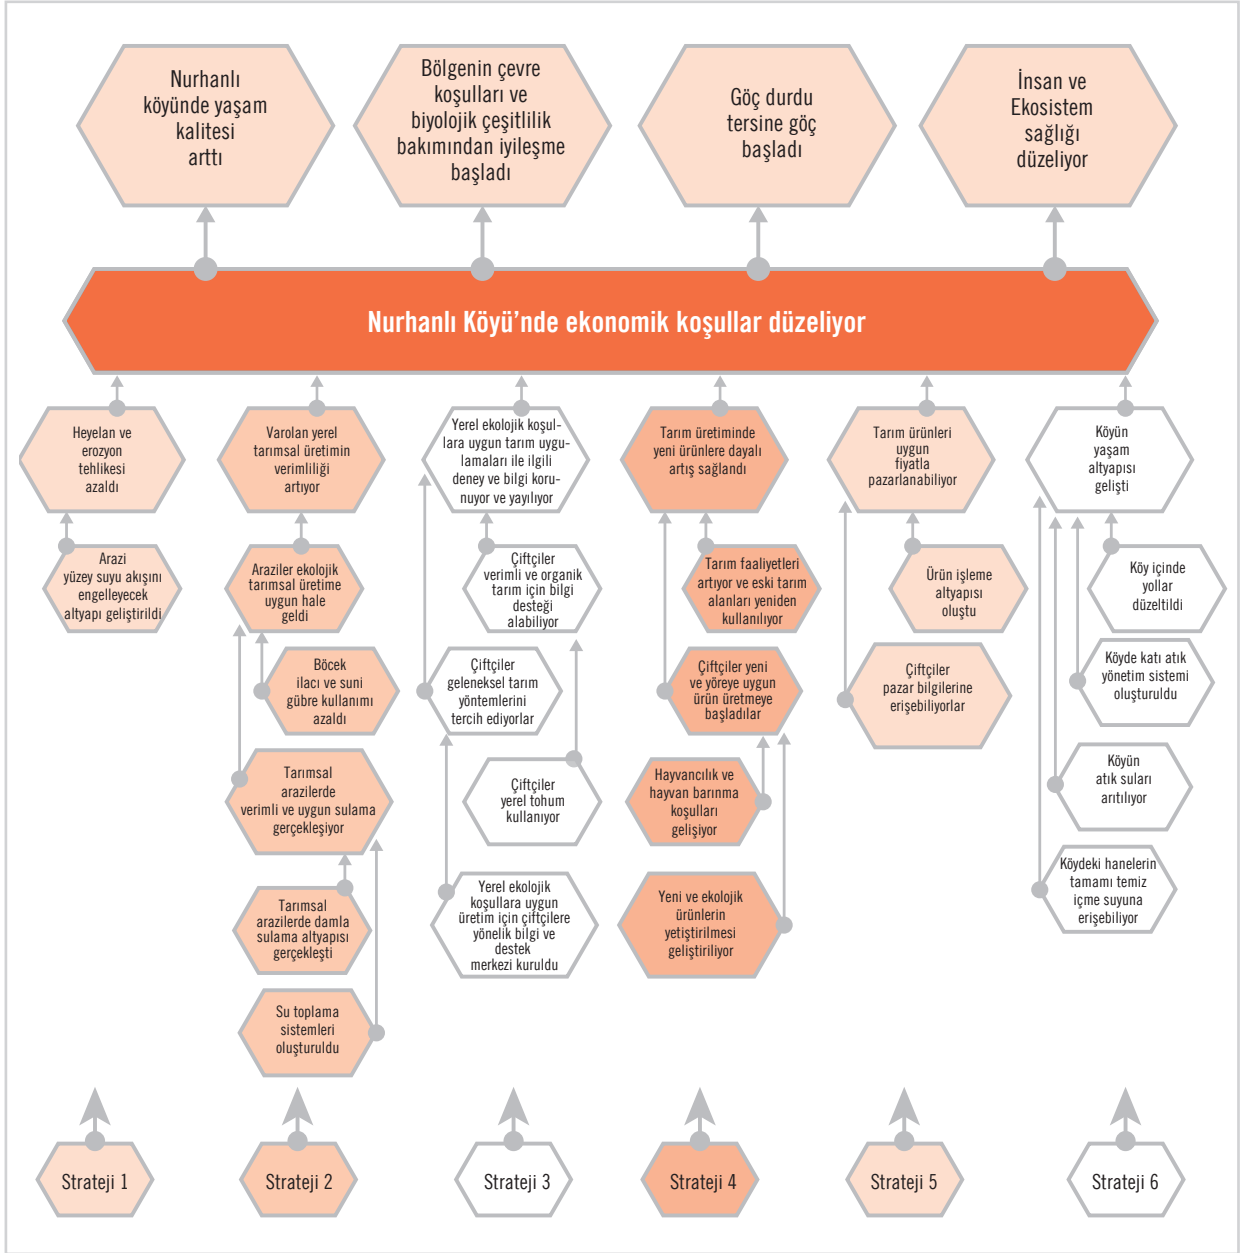 Nurhanlı
köyünde yaşam
kalitesi
arttı
Bölgenin çevre
koşulları ve
biyolojik çeşitlilik
bakımından iyileşme
başladı
Göç durdu
tersine göç
başladı
İnsan ve
Ekosistem
sağlığı
düzeliyor
Nurhanlı Köyü'nde ekonomik koşullar düzeliyor
Heyelan ve
erozyon
tehlikesi
azaldı
Varolan yerel
tarımsal üretimin
verimliliği
artıyor
Yerel ekolojik koşul-
lara uygun tarım uygu-
lamaları ile ilgili
deney ve bilgi koru-
nuyor ve yayılıyor
Tarım üretiminde
yeni ürünlere dayalı
artış sağlandı
Tarım ürünleri
uygun
fiyatla
pazarlanabiliyor
Köyün
yaşam
altyapısı
gelişti
Arazi
yüzey suyu akışını
engelleyecek
altyapı geliştirildi
Araziler ekolojik
tarımsal üretime
uygun hale
geldi
Çiftçiler
verimli ve organik
tarım için bilgi
desteği
alabiliyor
Tarım faaliyetleri
artıyor ve eski tarım
alanları yeniden
kullanılıyor
Ürün işleme
altyapısı
oluştu
Köy içinde
yollar
düzeltildi
Böcek
ilacı ve suni
gübre kullanımı
azaldı
Çiftçiler
geleneksel tarım
yöntemlerini
tercih ediyorlar
Çiftçiler yeni
ve yöreye uygun
ürün üretmeye
başladılar
Çiftçiler
pazar bilgilerine
erişebiliyorlar
Köyde katı atık
yönetim sistemi
oluşturuldu
Tarımsal
arazilerde
verimli ve uygun sulama
gerçekleşiyor
Çiftçiler
yerel tohum
kullanıyor
Hayvancılık ve
hayvan barınma
koşulları
gelişiyor
Köyün
atık suları
arıtılıyor
Tarımsal
arazilerde damla
sulama altyapısı
gerçekleşti
Yerel ekolojik
koşullara uygun
üretim için çiftçilere
yönelik bilgi ve
destek
merkezi kuruldu
Yeni ve ekolojik
ürünlerin
yetiştirilmesi
geliştiriliyor
Köydeki hanelerin
tamamı temiz
içme suyuna
erişebiliyor
Su toplama
sistemleri
oluşturuldu
Strateji 1
Strateji 2
Strateji 3
Strateji 4
Strateji 5
Strateji 6